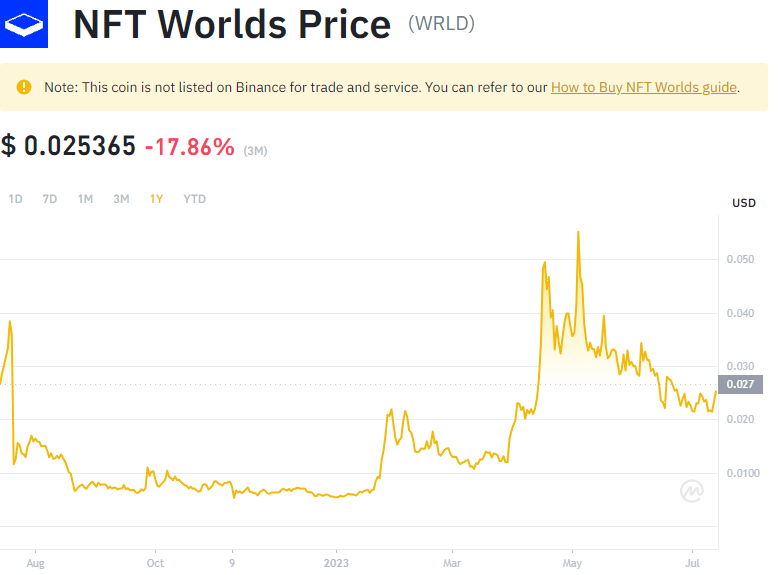 NFT Worlds Price (WRLD)
Note: This coin is not listed on Binance for trade and service. You can refer to our How to Buy NFT Worlds guide.
$ 0.025365 -17.86% (3M)
1D 7D 1M 3M 1Y YTD
USD
0.050
0.040
0.030
0.027
0.020
0.0100
Aug Oct 9 2023 Mar May Jul